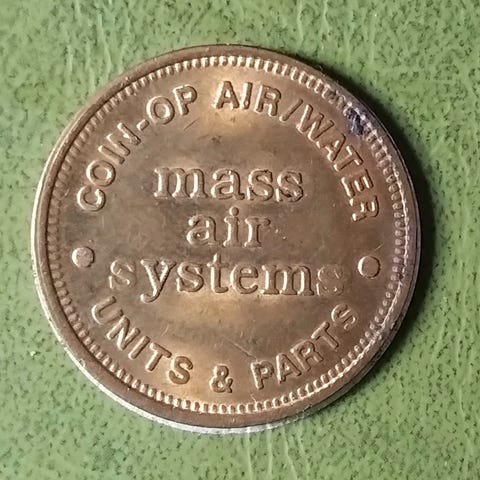 COIN-OP AIR/WATER
mass
air
systems
UNITS & PARTS